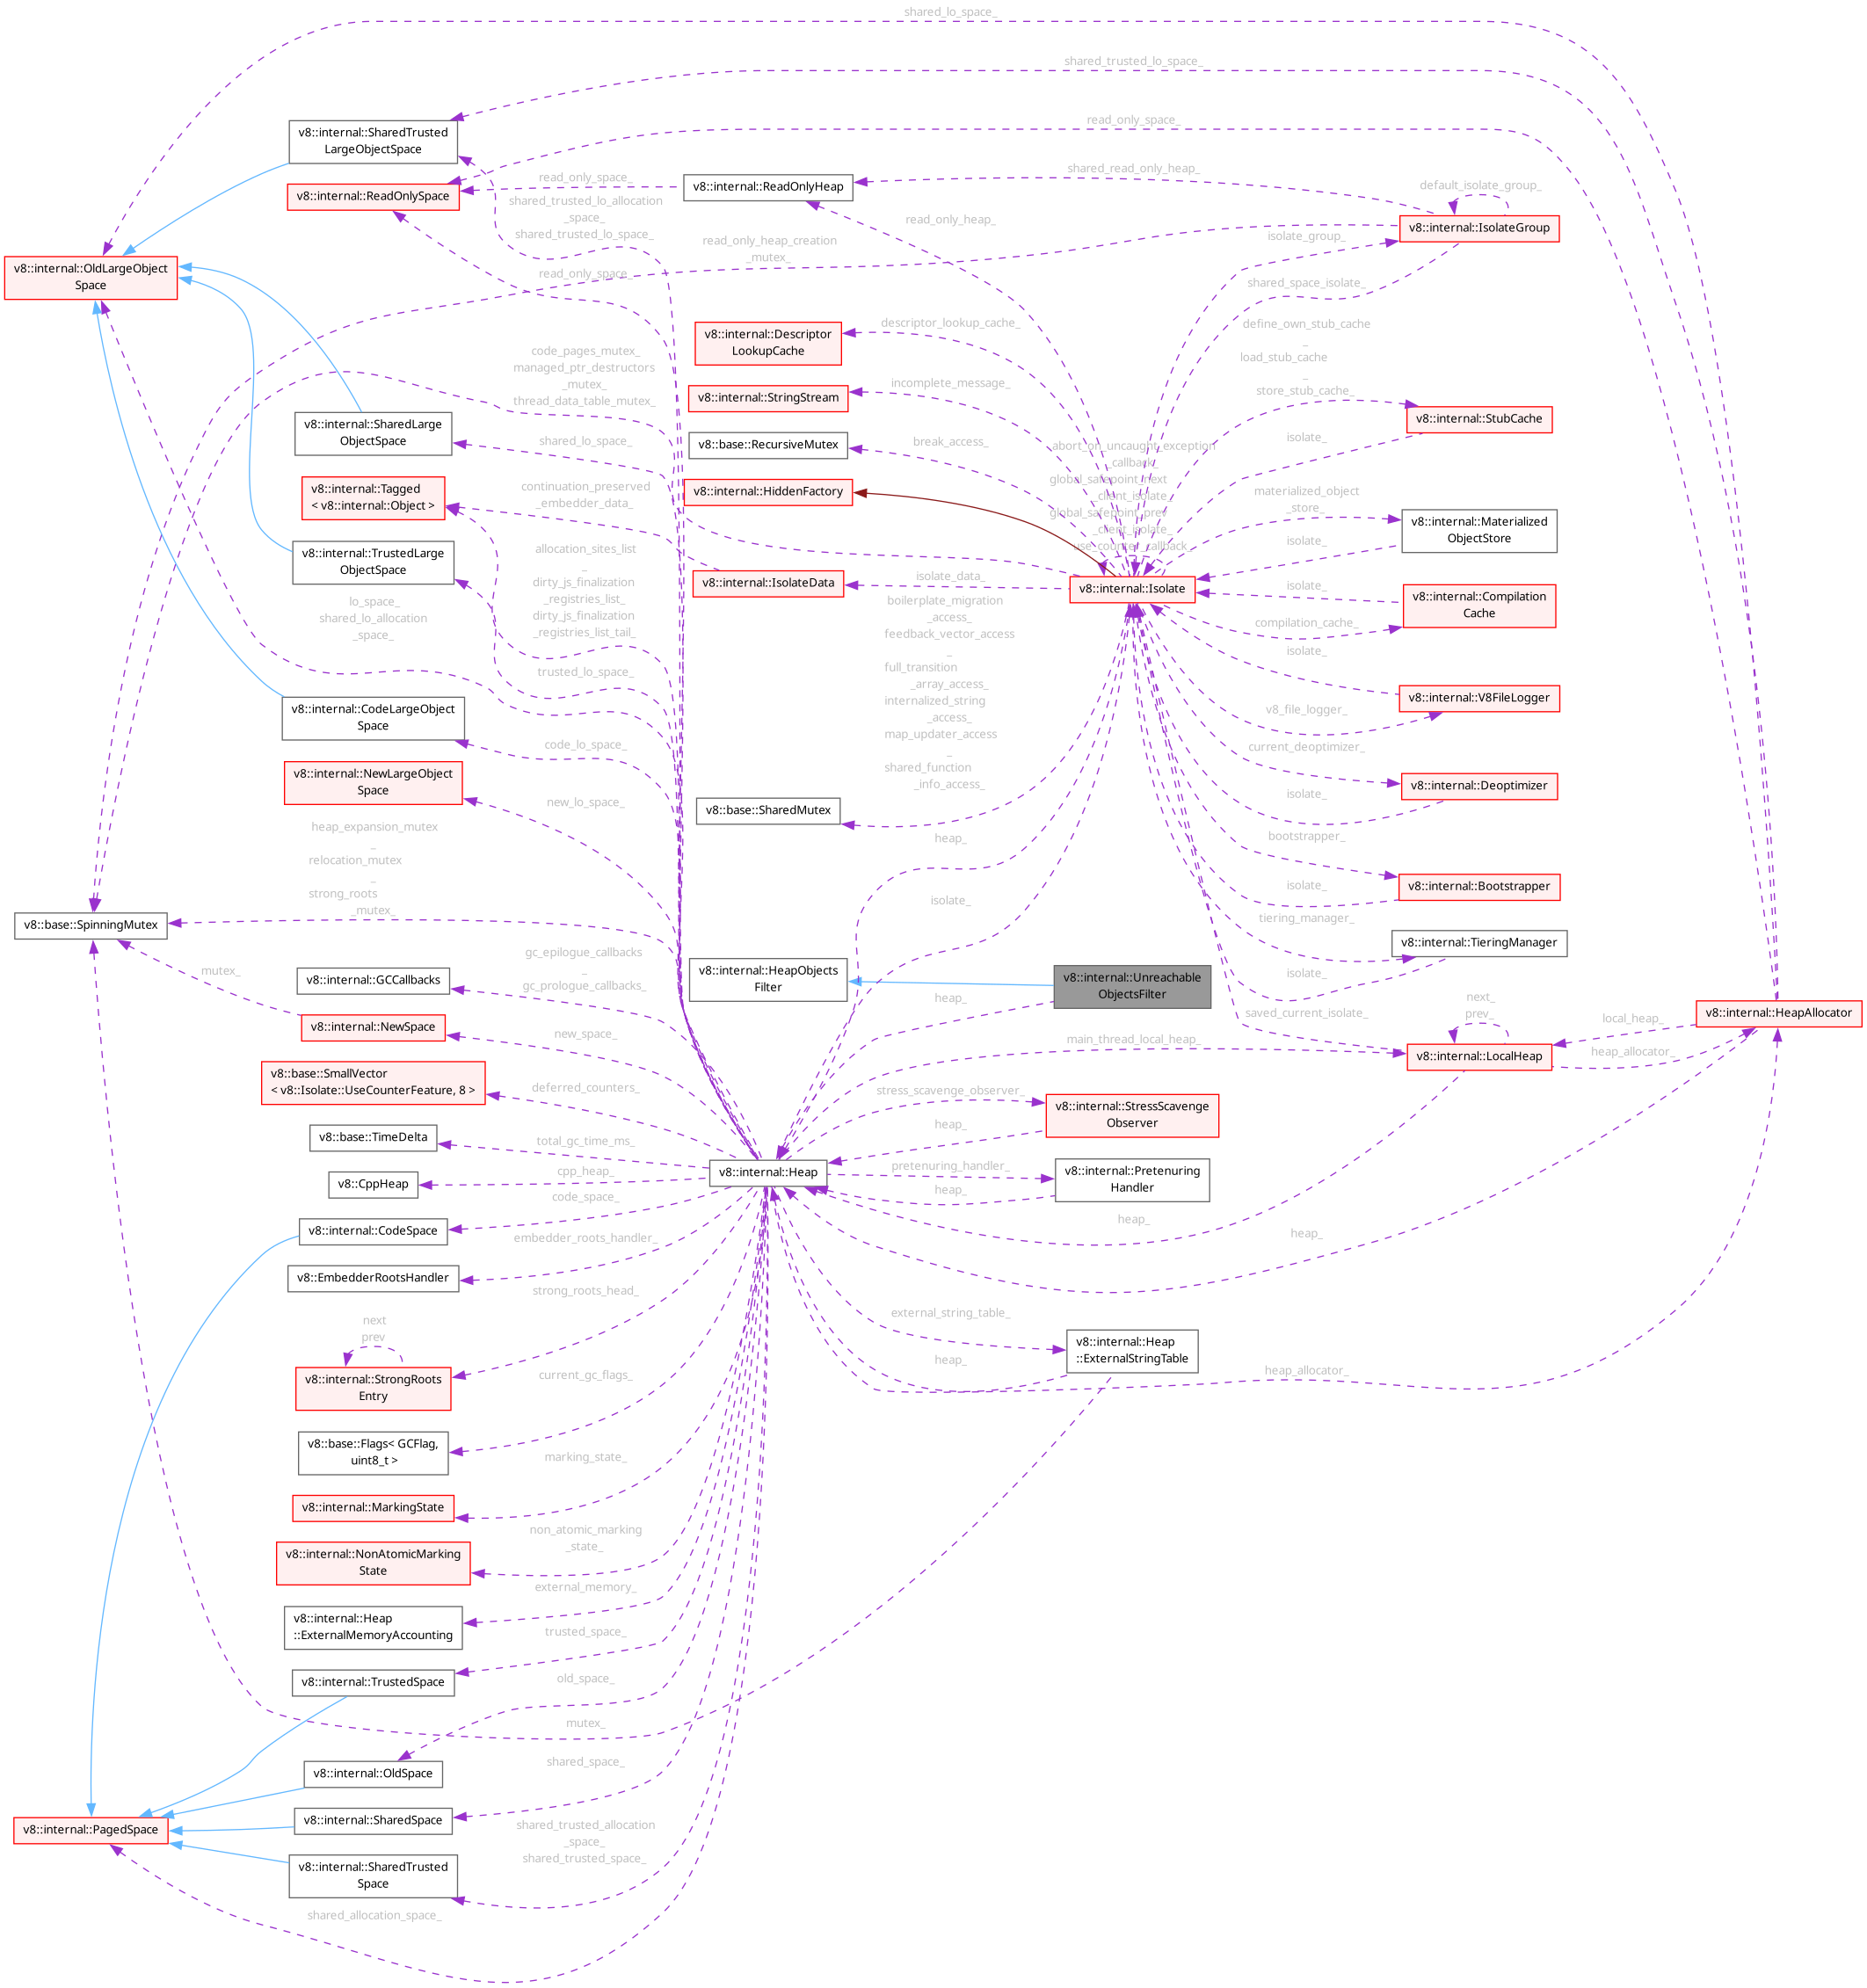 shared_lo_space_
shared_trusted_lo_space_
read_only_space_
v8::internal::SharedTrusted
LargeObjectSpace
v8::internal::ReadOnlySpace
read_only_space_
shared_trusted_lo_allocation
_space_
shared_trusted_lo_space_
v8::internal::ReadOnlyHeap
shared_read_only_heap_
default_isolate_group_
v8::internal::IsolateGroup
read_only_heap_
isolate_group_
read_only_heap_creation
_mutex_
v8::internal::OldLargeObject
Space
read_only_space_
shared_space_isolate_
descriptor_lookup_cache_
v8::internal::Descriptor
LookupCache
define_own_stub_cache
_
load_stub_cache
_
store_stub_cache_
code_pages_mutex_
managed_ptr_destructors
_mutex_
thread_data_table_mutex_
v8::internal::StringStream
incomplete_message_
v8::internal::StubCache
v8::internal::SharedLarge
ObjectSpace
shared_lo_space_
v8::base::RecursiveMutex
break_access_
isolate_
abort_on_uncaught_exception
_callback_
global_safepoint_next
_client_isolate_
global_safepoint_prev
_client_isolate_
use_counter_callback_
v8::internal::Tagged
< v8::internal::Object >
continuation_preserved
_embedder_data_
v8::internal::HiddenFactory
materialized_object
_store_
v8::internal::Materialized
ObjectStore
isolate_
v8::internal::TrustedLarge
ObjectSpace
allocation_sites_list
_
dirty_js_finalization
_registries_list_
dirty_js_finalization
_registries_list_tail_
v8::internal::IsolateData
isolate_data_
v8::internal::Isolate
isolate_
v8::internal::Compilation
Cache
compilation_cache_
lo_space_
shared_lo_allocation
_space_
boilerplate_migration
_access_
feedback_vector_access
_
full_transition
_array_access_
internalized_string
_access_
map_updater_access
_
shared_function
_info_access_
isolate_
trusted_lo_space_
v8::internal::V8FileLogger
v8_file_logger_
v8::internal::CodeLargeObject
Space
code_lo_space_
current_deoptimizer_
v8::internal::Deoptimizer
isolate_
v8::internal::NewLargeObject
Space
new_lo_space_
v8::base::SharedMutex
heap_
bootstrapper_
heap_expansion_mutex
_
relocation_mutex
_
strong_roots
_mutex_
v8::internal::Bootstrapper
isolate_
isolate_
v8::base::SpinningMutex
tiering_manager_
v8::internal::TieringManager
isolate_
mutex_
v8::internal::GCCallbacks
gc_epilogue_callbacks
_
gc_prologue_callbacks_
v8::internal::HeapObjects
Filter
v8::internal::Unreachable
ObjectsFilter
heap_
saved_current_isolate_
next_
prev_
local_heap_
v8::internal::HeapAllocator
v8::internal::NewSpace
new_space_
main_thread_local_heap_
v8::internal::LocalHeap
heap_allocator_
v8::base::SmallVector
< v8::Isolate::UseCounterFeature, 8 >
deferred_counters_
stress_scavenge_observer_
v8::internal::StressScavenge
Observer
heap_
v8::base::TimeDelta
total_gc_time_ms_
v8::internal::Heap
pretenuring_handler_
v8::internal::Pretenuring
Handler
heap_
v8::CppHeap
cpp_heap_
v8::internal::CodeSpace
code_space_
heap_
heap_
v8::EmbedderRootsHandler
embedder_roots_handler_
strong_roots_head_
next
prev
v8::internal::StrongRoots
Entry
external_string_table_
v8::internal::Heap
::ExternalStringTable
heap_
heap_allocator_
current_gc_flags_
v8::base::Flags< GCFlag,
uint8_t >
marking_state_
v8::internal::MarkingState
non_atomic_marking
_state_
v8::internal::NonAtomicMarking
State
external_memory_
v8::internal::Heap
::ExternalMemoryAccounting
trusted_space_
v8::internal::TrustedSpace
old_space_
mutex_
v8::internal::OldSpace
shared_space_
v8::internal::SharedSpace
v8::internal::PagedSpace
shared_trusted_allocation
_space_
shared_trusted_space_
v8::internal::SharedTrusted
Space
shared_allocation_space_